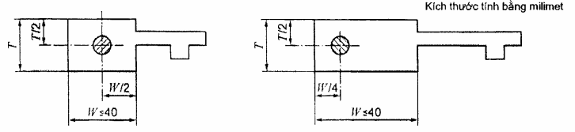 Kích thước tính bằng milimet
T
T/2
W/2
W≤40
T
T/2
W/4
W≤40